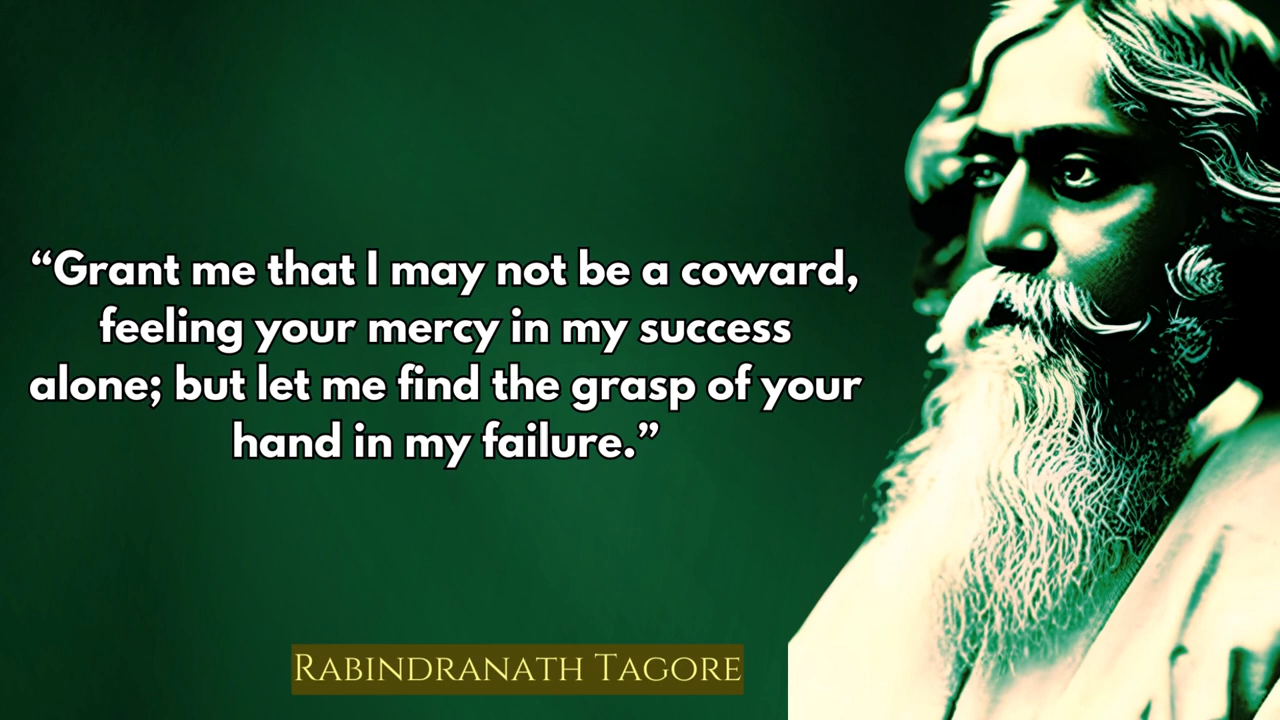 “Grant me that I may not be a coward,
feeling your mercy in my success
alone; but let me find the grasp of your
hand in my failure.”
Rabindranath Tagore